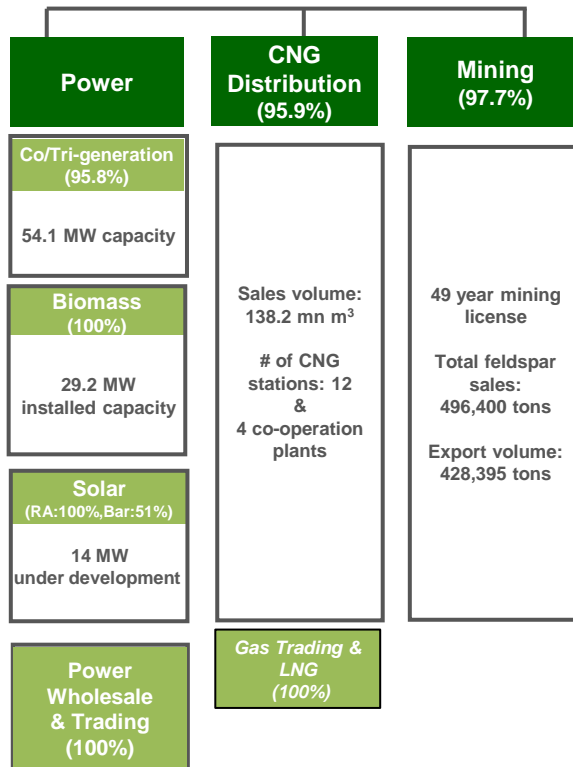 Power
Co/Tri-generation
(95.8%)
54.1 MW capacity
Biomass
(100%)
29.2 MW
installed capacity
Solar
(RA:100%,Bar:51%)
14 MW
under development
Power
Wholesale
& Trading
(100%)
CNG
Distribution
(95.9%)
Sales volume:
138.2 mn m³
# of CNG
stations: 12
&
4 co-operation
plants
Gas Trading &
LNG
(100%)
Mining
(97.7%)
49 year mining
license
Total feldspar
sales:
496,400 tons
Export volume:
428,395 tons